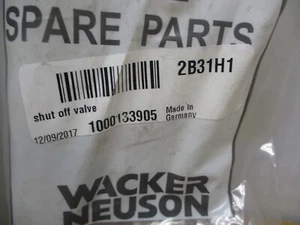 SPARE PARTS
2B31H1
shut off valve
12/09/2017 1000133905 Made in
Germany
WACKER
NEUSON